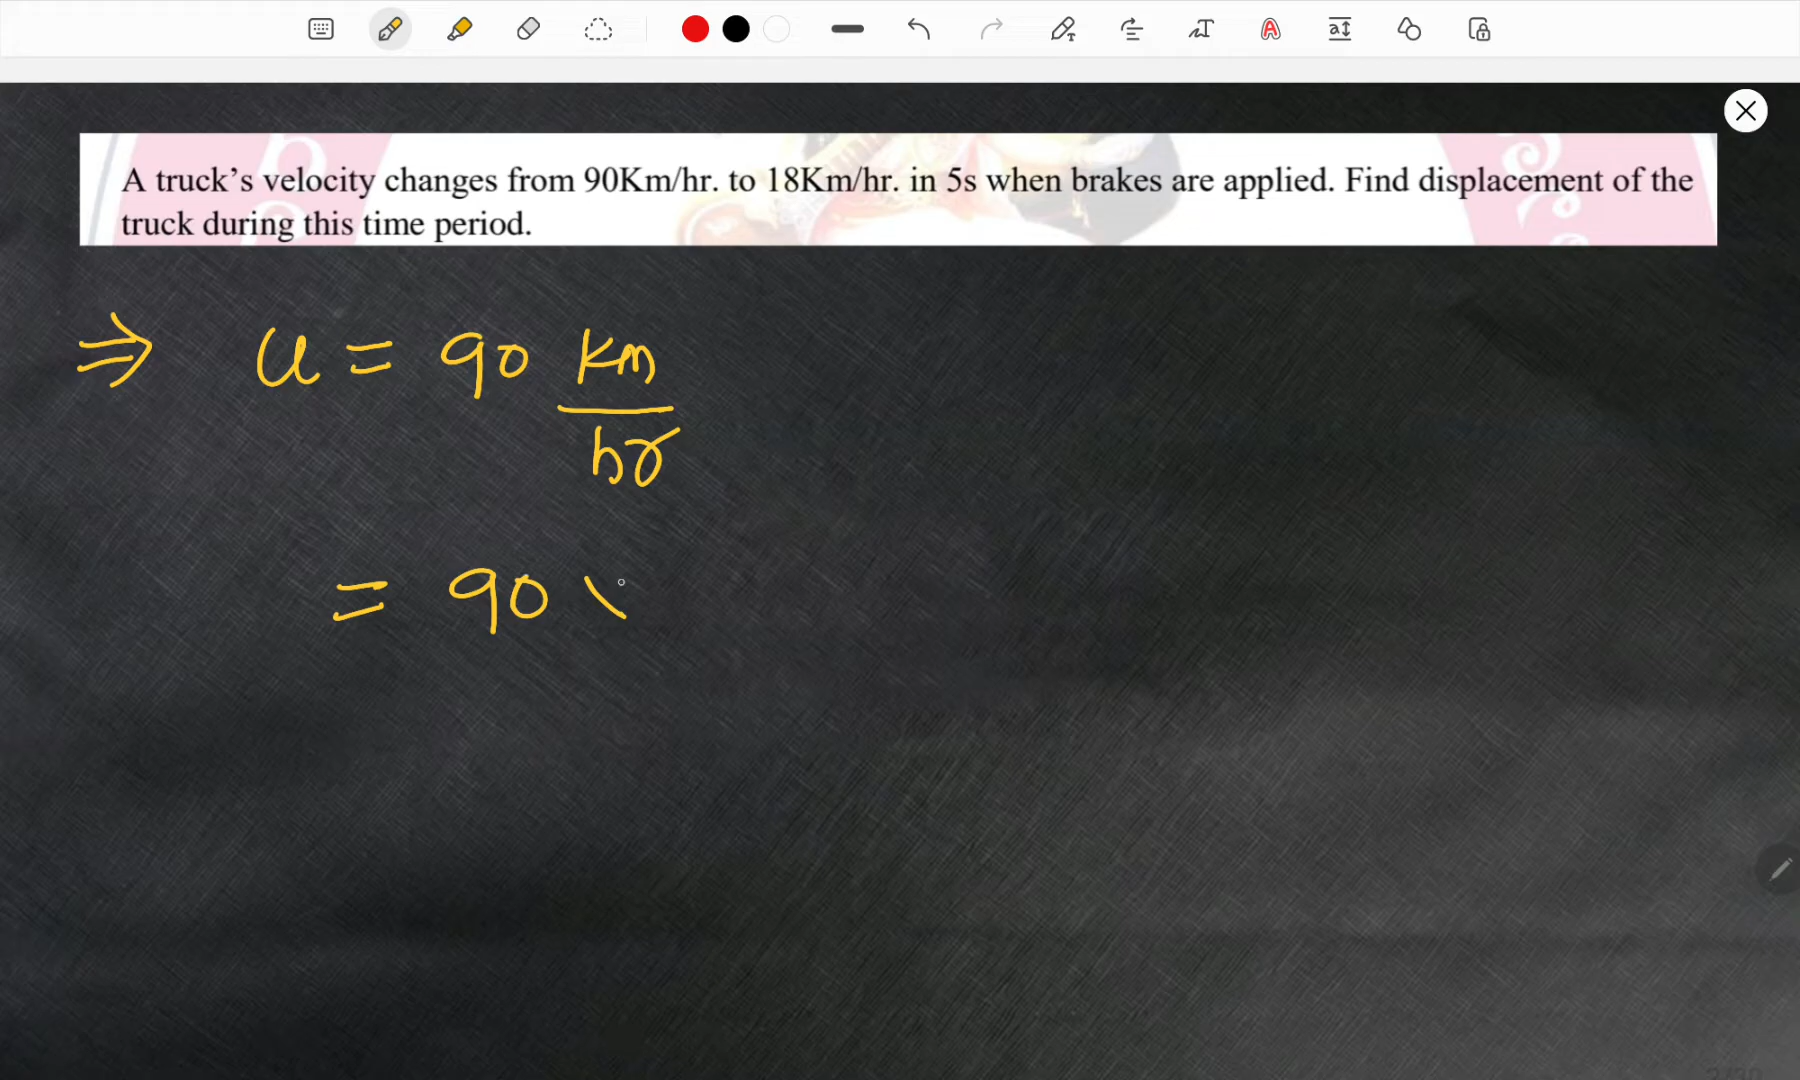 A truck's velocity changes from 90Km/hr. to 18Km/hr. in 5s when brakes are applied. Find displacement of the
truck during this time period.
⇒ u = 90 km
hr
= 90 \